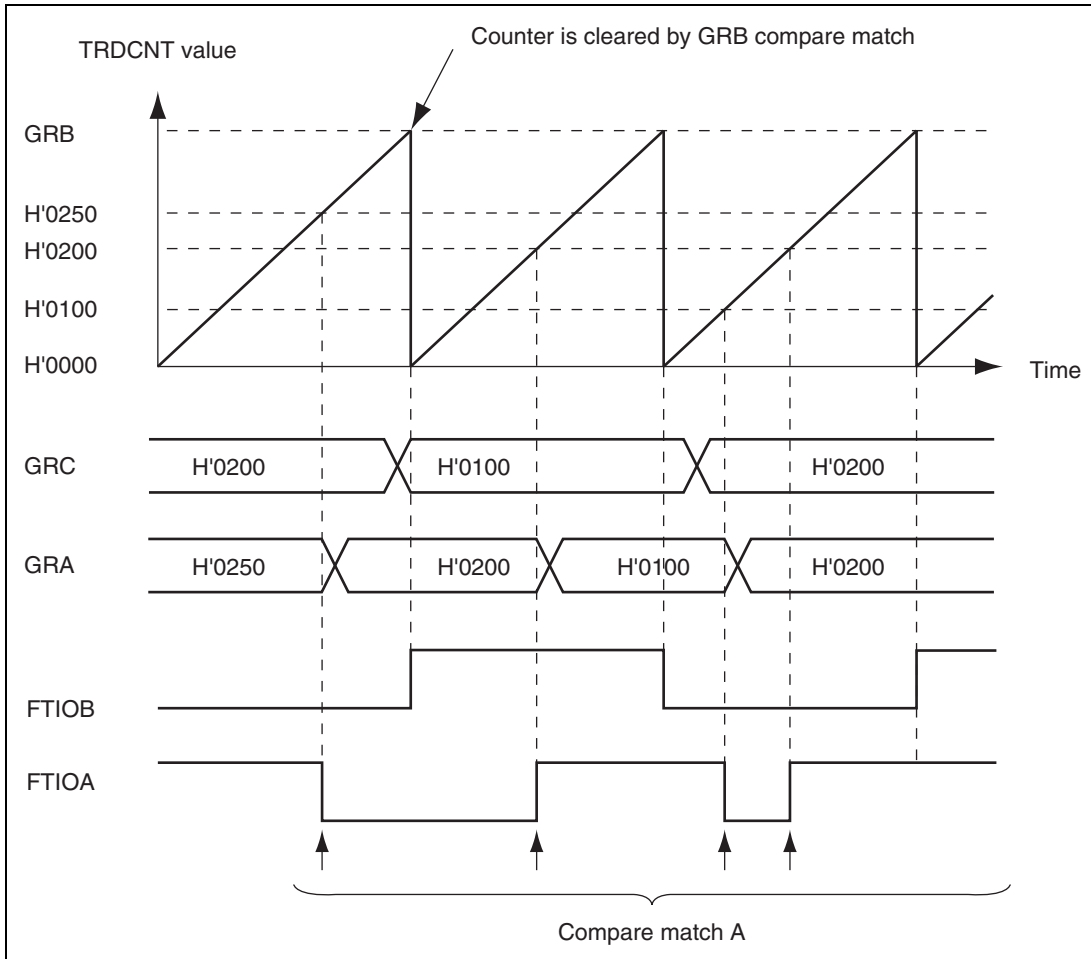 Counter is cleared by GRB compare match
TRDCNT value
GRB
H'0250
H'0200
H'0100
H'0000
Time
GRC
H'0200
H'0100
H'0200
GRA
H'0250
H'0200
H'0100
H'0200
FTIOB
FTIOA
Compare match A